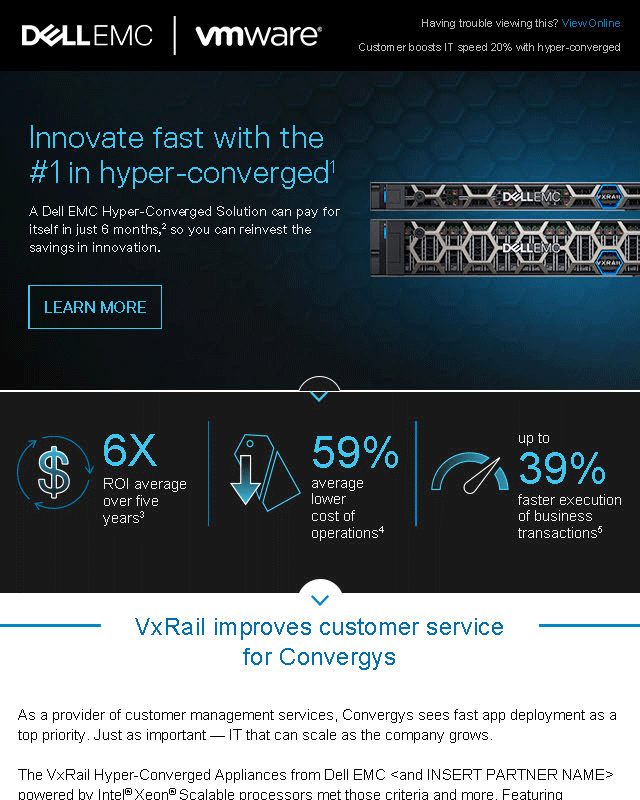 DELLEMC | vmware®
Having trouble viewing this? View Online
Customer boosts IT speed 20% with hyper-converged
Innovate fast with the
#1 in hyper-converged¹
A Dell EMC Hyper-Converged Solution can pay for
itself in just 6 months,² so you can reinvest the
savings in innovation.
LEARN MORE
DELLEMC
VXRAIL
DELLEMC
VXRAIL
6X
ROI average
over five
years³
59%
average
lower
cost of
operations⁴
up to
39%
faster execution
of business
transactions⁵
VxRail improves customer service
for Convergys
As a provider of customer management services, Convergys sees fast app deployment as a
top priority. Just as important — IT that can scale as the company grows.
The VxRail Hyper-Converged Appliances from Dell EMC <and INSERT PARTNER NAME>
powered by Intel® Xeon® Scalable processors met those criteria and more. Featuring